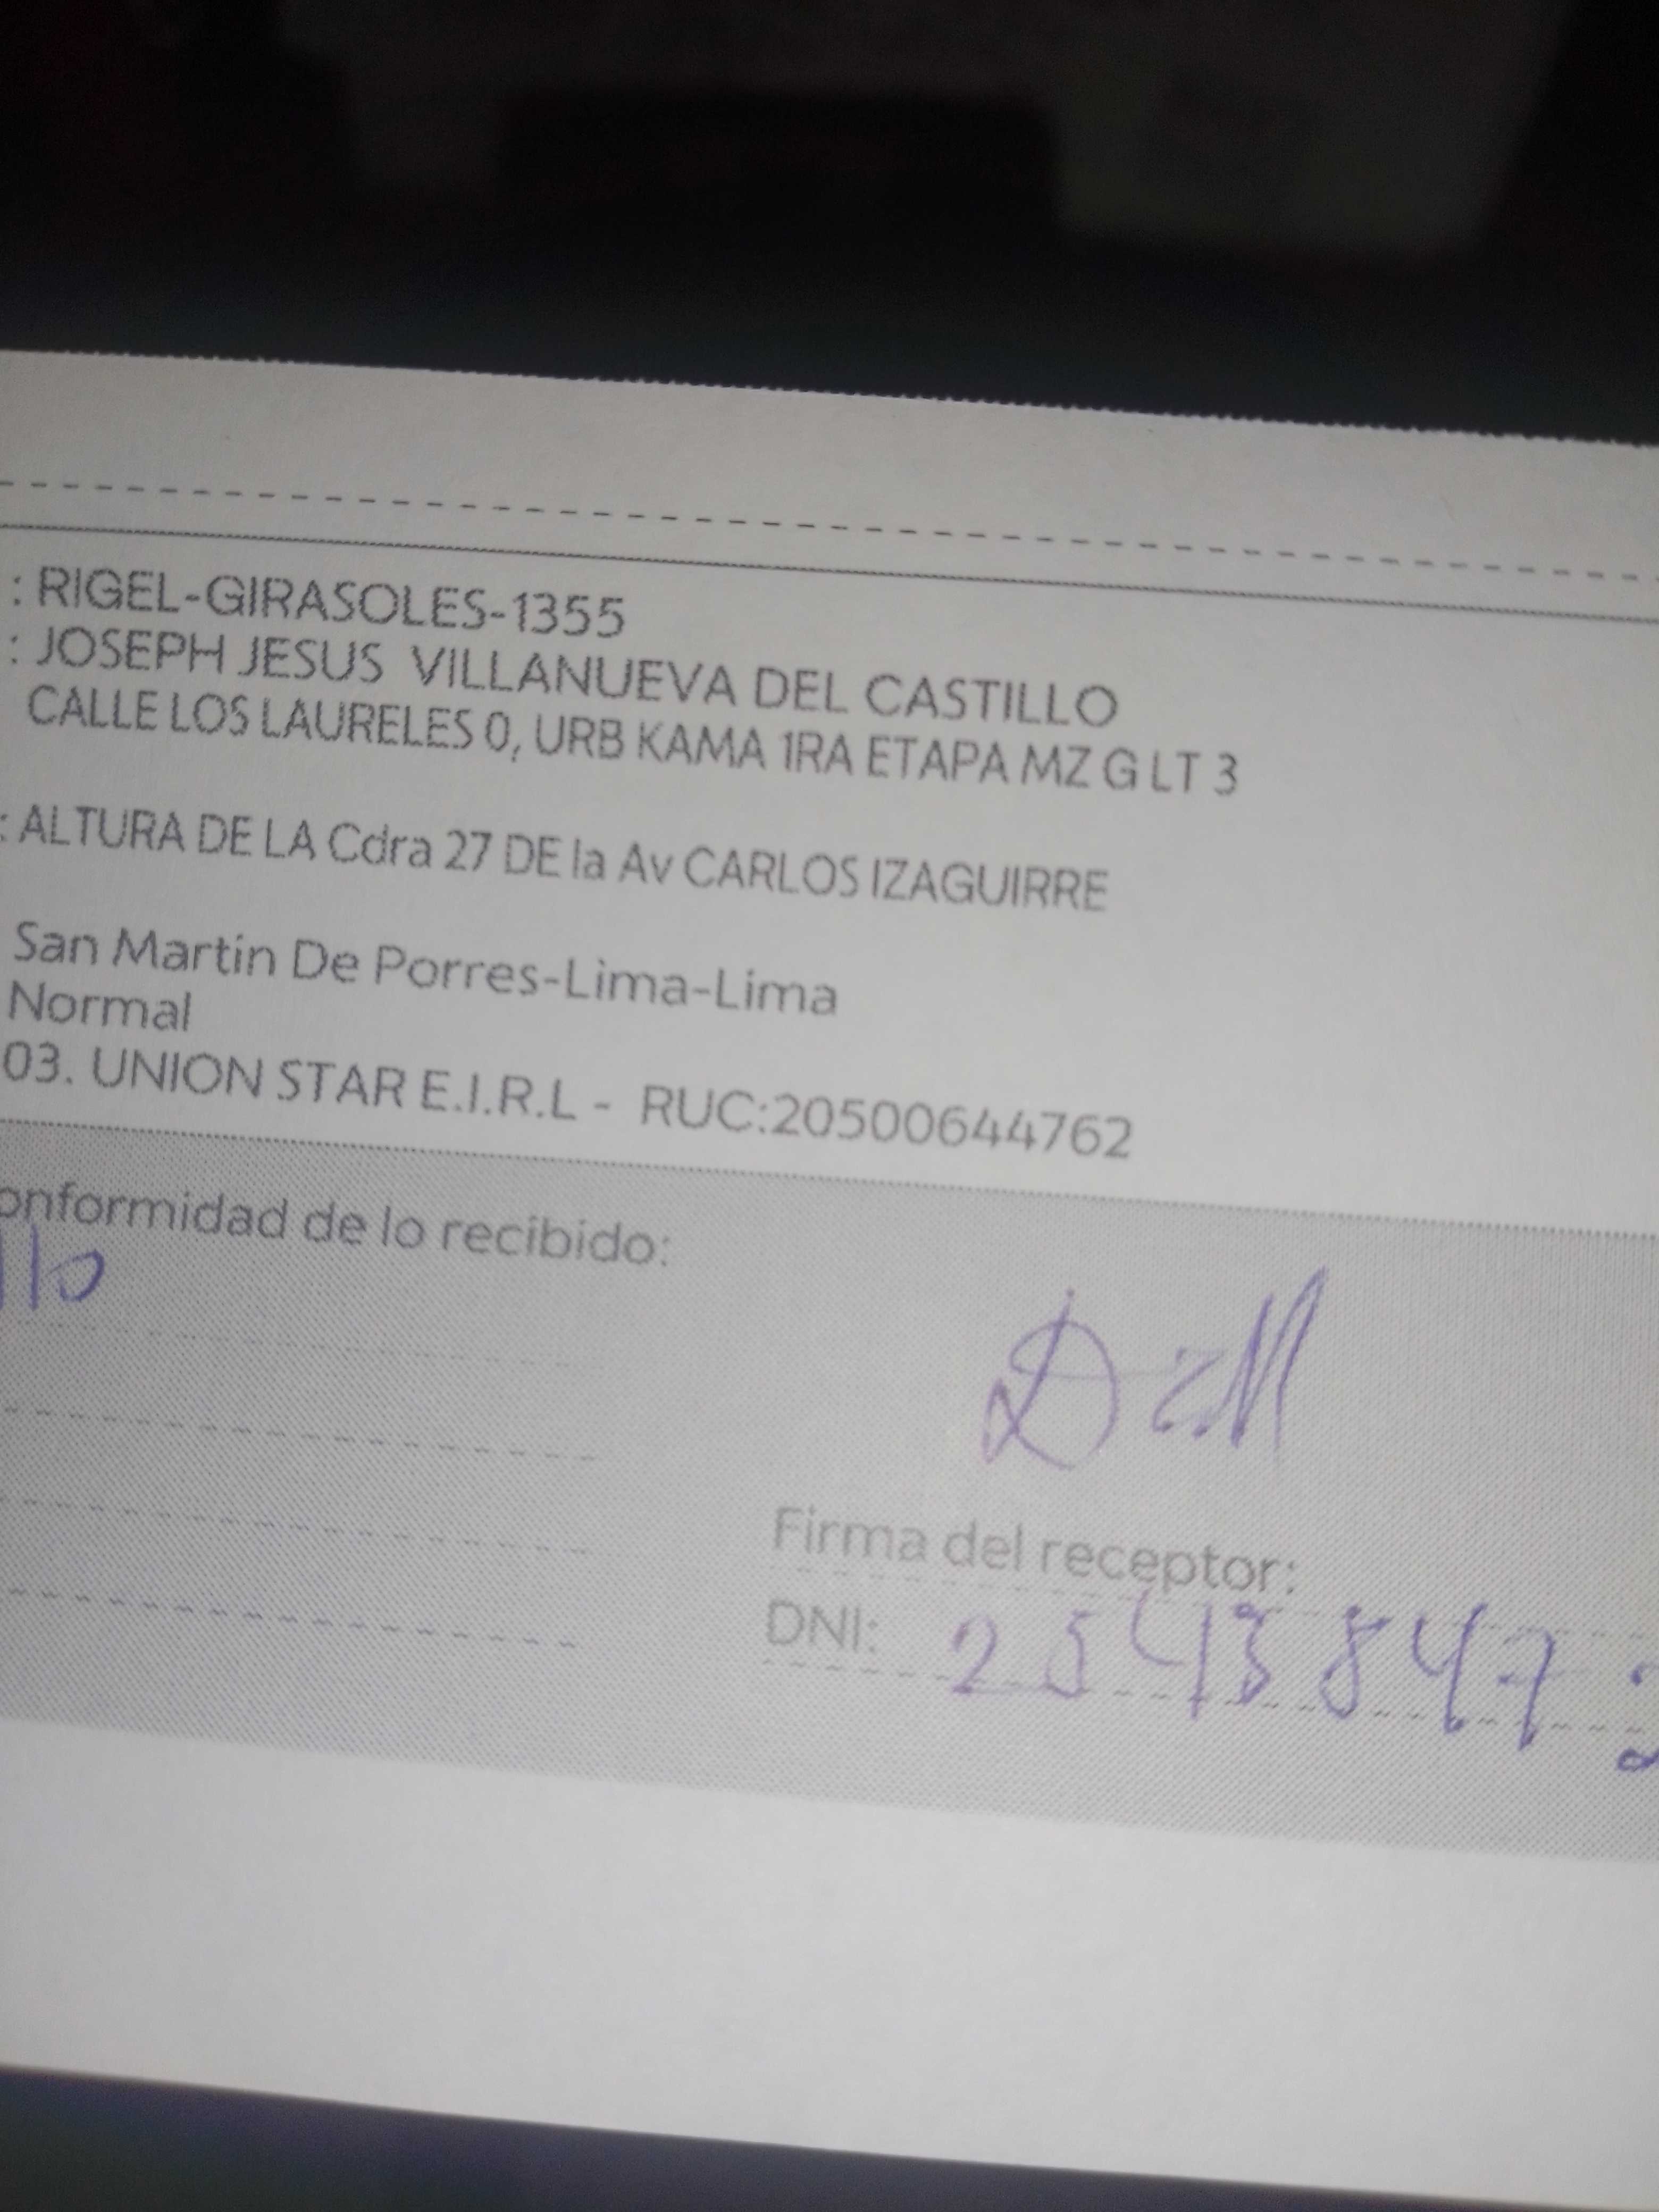 : RIGEL-GIRASOLES-1355
: JOSEPH JESUS VILLANUEVA DEL CASTILLO
CALLE LOS LAURELES 0, URB KAMA 1RA ETAPA MZ G LT 3
: ALTURA DE LA Cdra 27 DE la Av CARLOS IZAGUIRRE
San Martin De Porres-Lima-Lima
Normal
03. UNION STAR E.I.R.L - RUC:20500644762
onformidad de lo recibido:
llo
Firma del receptor:
DNI: 2543847